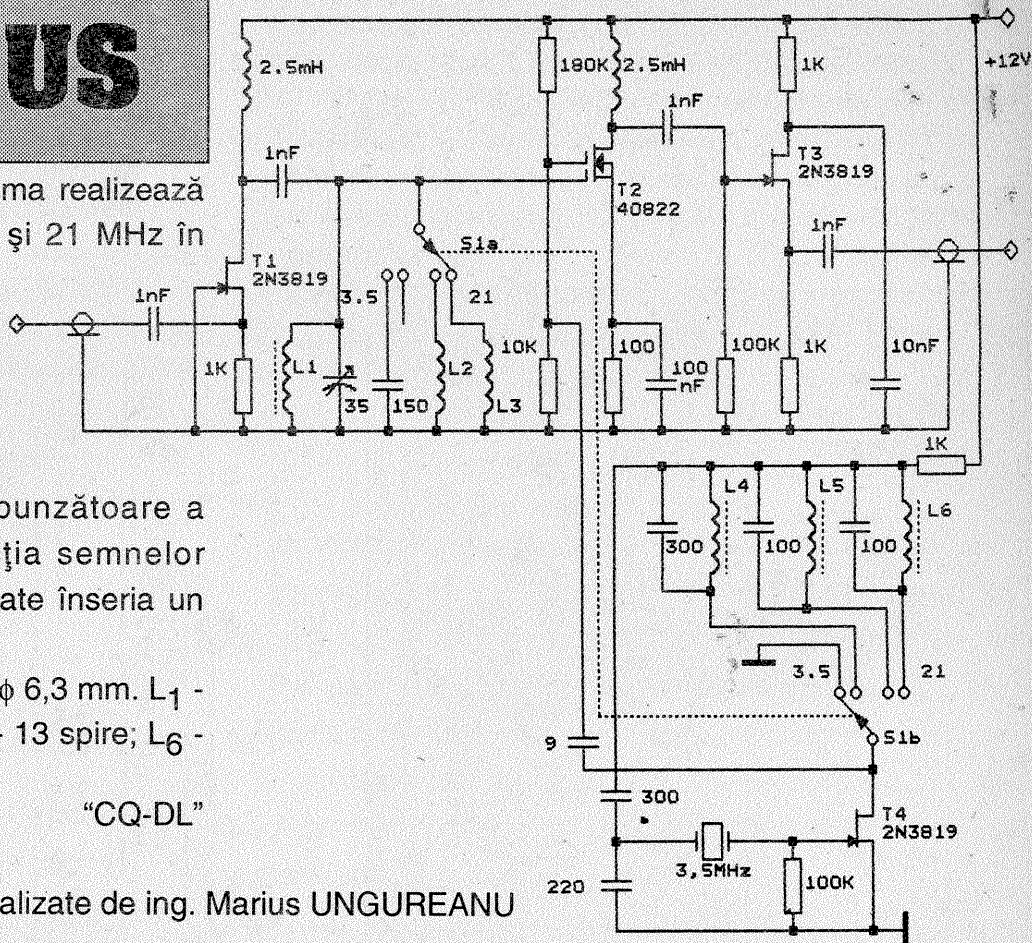 US
ma realizează
și 21 MHz în
punzătoare a
ția semnelor
ate înseria un
ϕ 6,3 mm. L1 -
- 13 spire; L6 -
“CQ-DL”
alizate de ing. Marius UNGUREANU
+12V
2.5mH
180K
2.5mH
1K
1nF
1nF
T3
2N3819
T2
40822
S1a
1nF
T1
2N3819
1nF
3.5
21
1K
L1
35
150
L2
L3
10K
100
100
nF
100K
1K
10nF
1K
L4
L5
L6
300
100
100
3.5
21
S1b
9
300
T4
2N3819
3,5MHz
220
100K